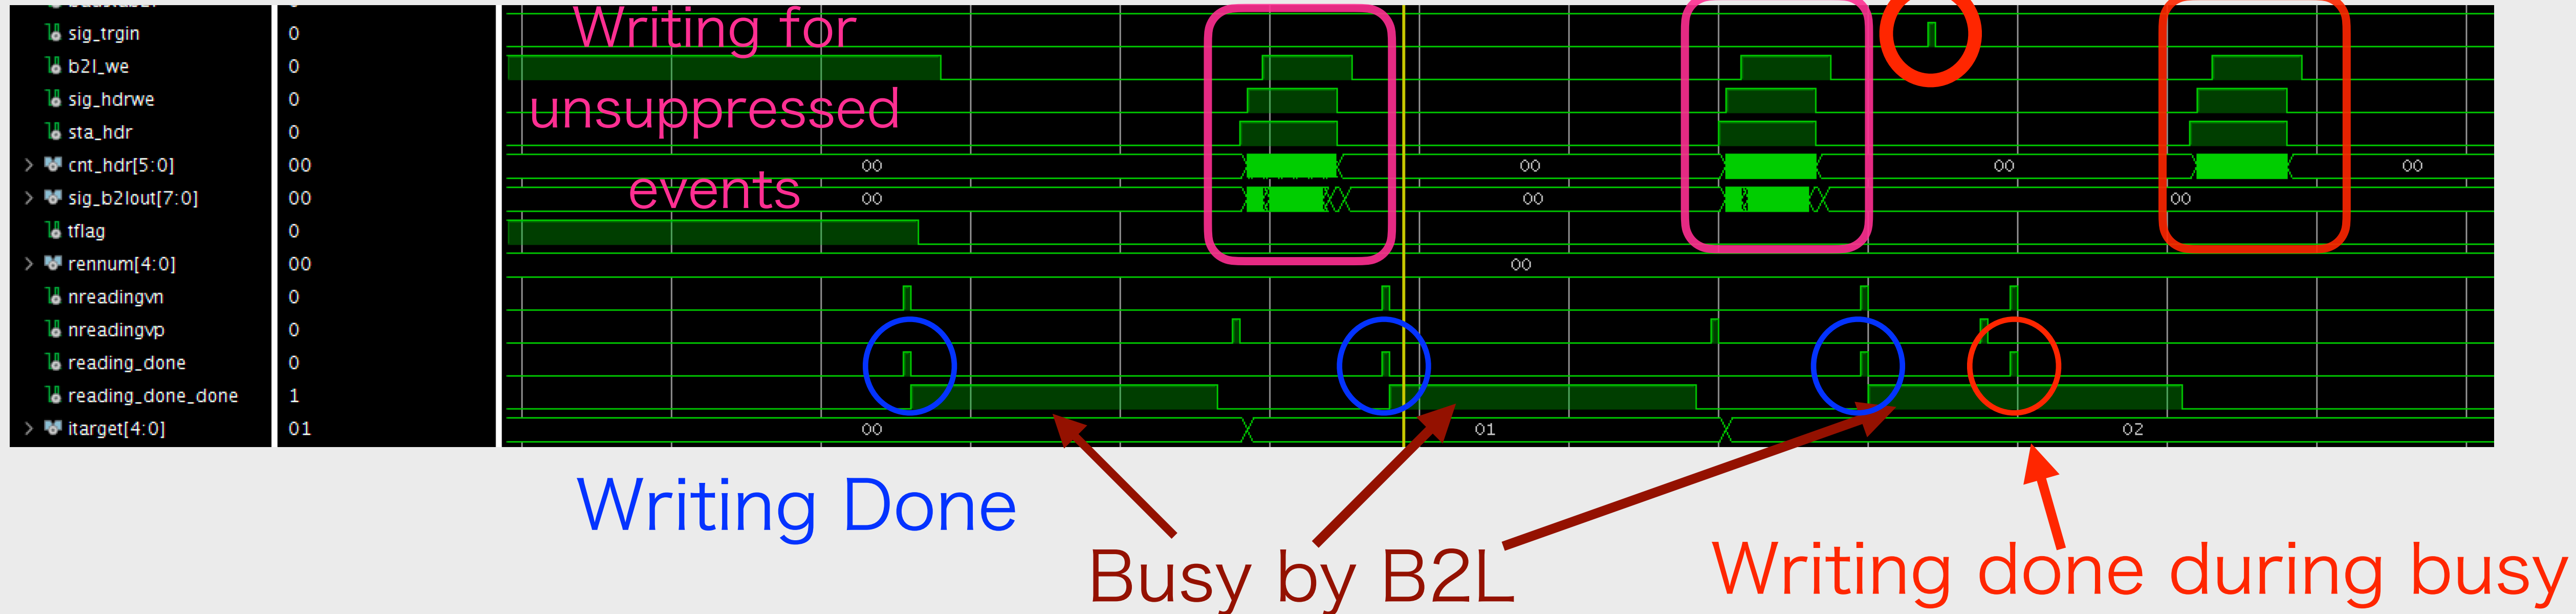 sig_trgin 0
b2l_we 0
sig_hdrwe 0
sta_hdr 0
cnt_hdr[5:0] 00 00 00 00 00
sig_b2lout[7:0] 00 00 00 00
tflag 0
rennum[4:0] 00 00
nreadingvn 0
nreadingvp 0
reading_done 0
reading_done_done 1
itarget[4:0] 01 00 01 02
Writing for
unsuppressed
events
Writing Done
Busy by B2L
Writing done during busy